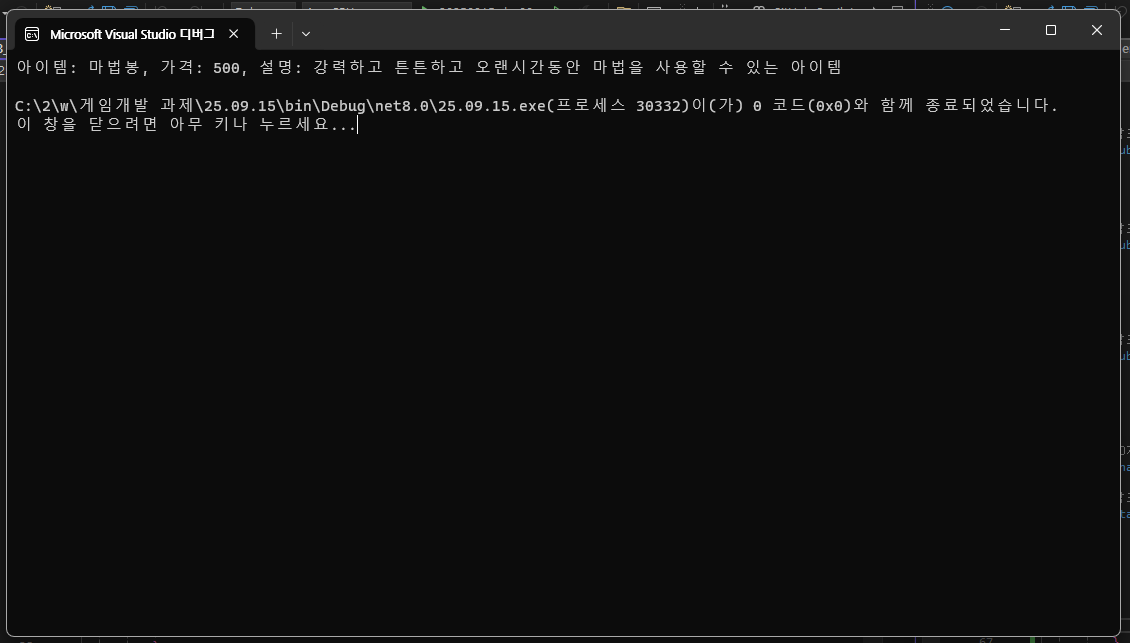 Microsoft Visual Studio 디버그
아이템: 마법봉, 가격: 500, 설명: 강력하고 튼튼하고 오랜시간동안 마법을 사용할 수 있는 아이템
C:\2\w\게임개발 과제\25.09.15\bin\Debug\net8.0\25.09.15.exe(프로세스 30332)이(가) 0 코드(0x0)와 함께 종료되었습니다.
이 창을 닫으려면 아무 키나 누르세요...